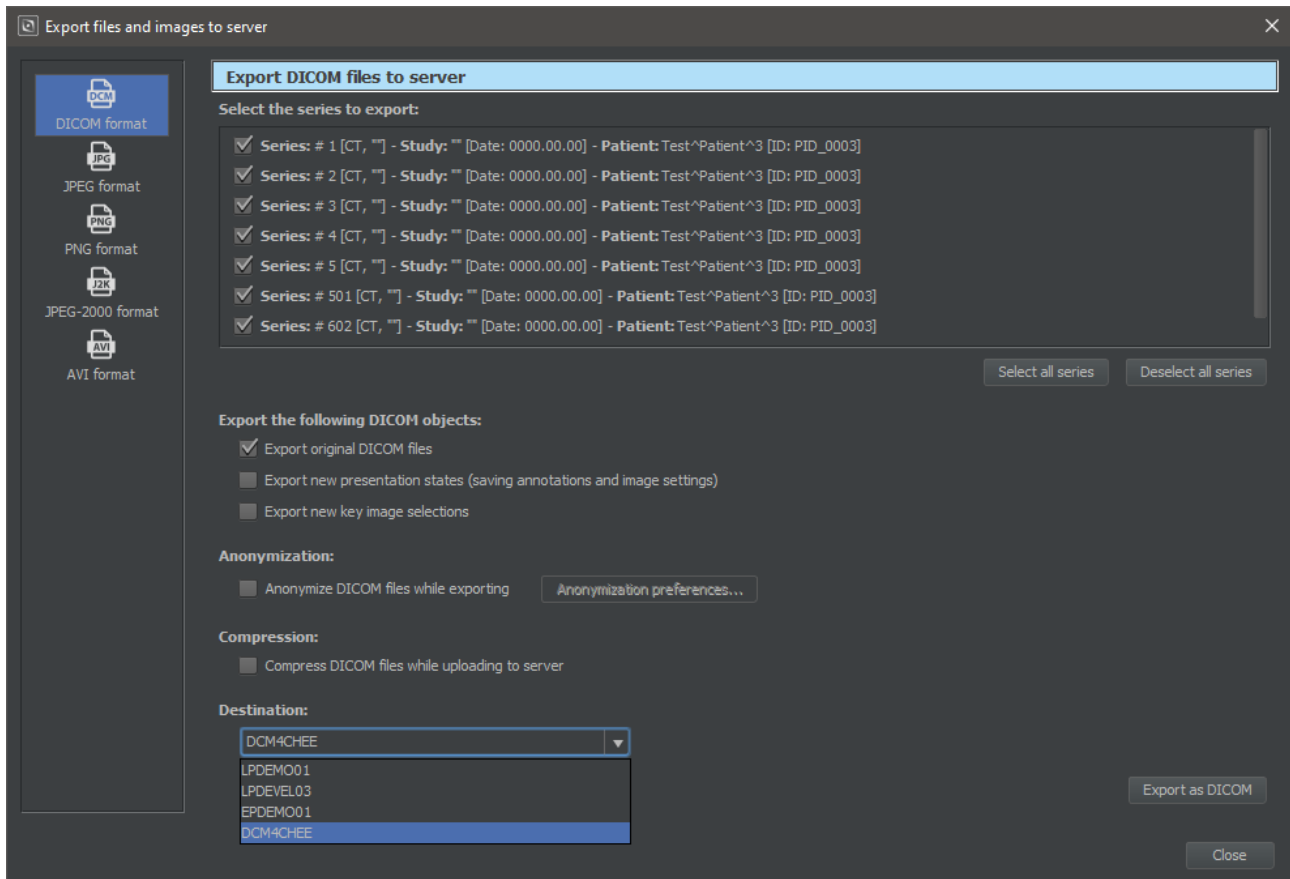 Export files and images to server
DCM
DICOM format
JPG
JPEG format
PNG
PNG format
J2K
JPEG-2000 format
AVI
AVI format
Export DICOM files to server
Select the series to export:
Series: # 1 [CT, ""] - Study: "" [Date: 0000.00.00] - Patient: Test^Patient^3 [ID: PID_0003]
Series: # 2 [CT, ""] - Study: "" [Date: 0000.00.00] - Patient: Test^Patient^3 [ID: PID_0003]
Series: # 3 [CT, ""] - Study: "" [Date: 0000.00.00] - Patient: Test^Patient^3 [ID: PID_0003]
Series: # 4 [CT, ""] - Study: "" [Date: 0000.00.00] - Patient: Test^Patient^3 [ID: PID_0003]
Series: # 5 [CT, ""] - Study: "" [Date: 0000.00.00] - Patient: Test^Patient^3 [ID: PID_0003]
Series: # 501 [CT, ""] - Study: "" [Date: 0000.00.00] - Patient: Test^Patient^3 [ID: PID_0003]
Series: # 602 [CT, ""] - Study: "" [Date: 0000.00.00] - Patient: Test^Patient^3 [ID: PID_0003]
Select all series
Deselect all series
Export the following DICOM objects:
Export original DICOM files
Export new presentation states (saving annotations and image settings)
Export new key image selections
Anonymization:
Anonymize DICOM files while exporting
Anonymization preferences...
Compression:
Compress DICOM files while uploading to server
Destination:
DCM4CHEE
LPDEMO01
LPDEVEL03
EPDEMO01
DCM4CHEE
Export as DICOM
Close